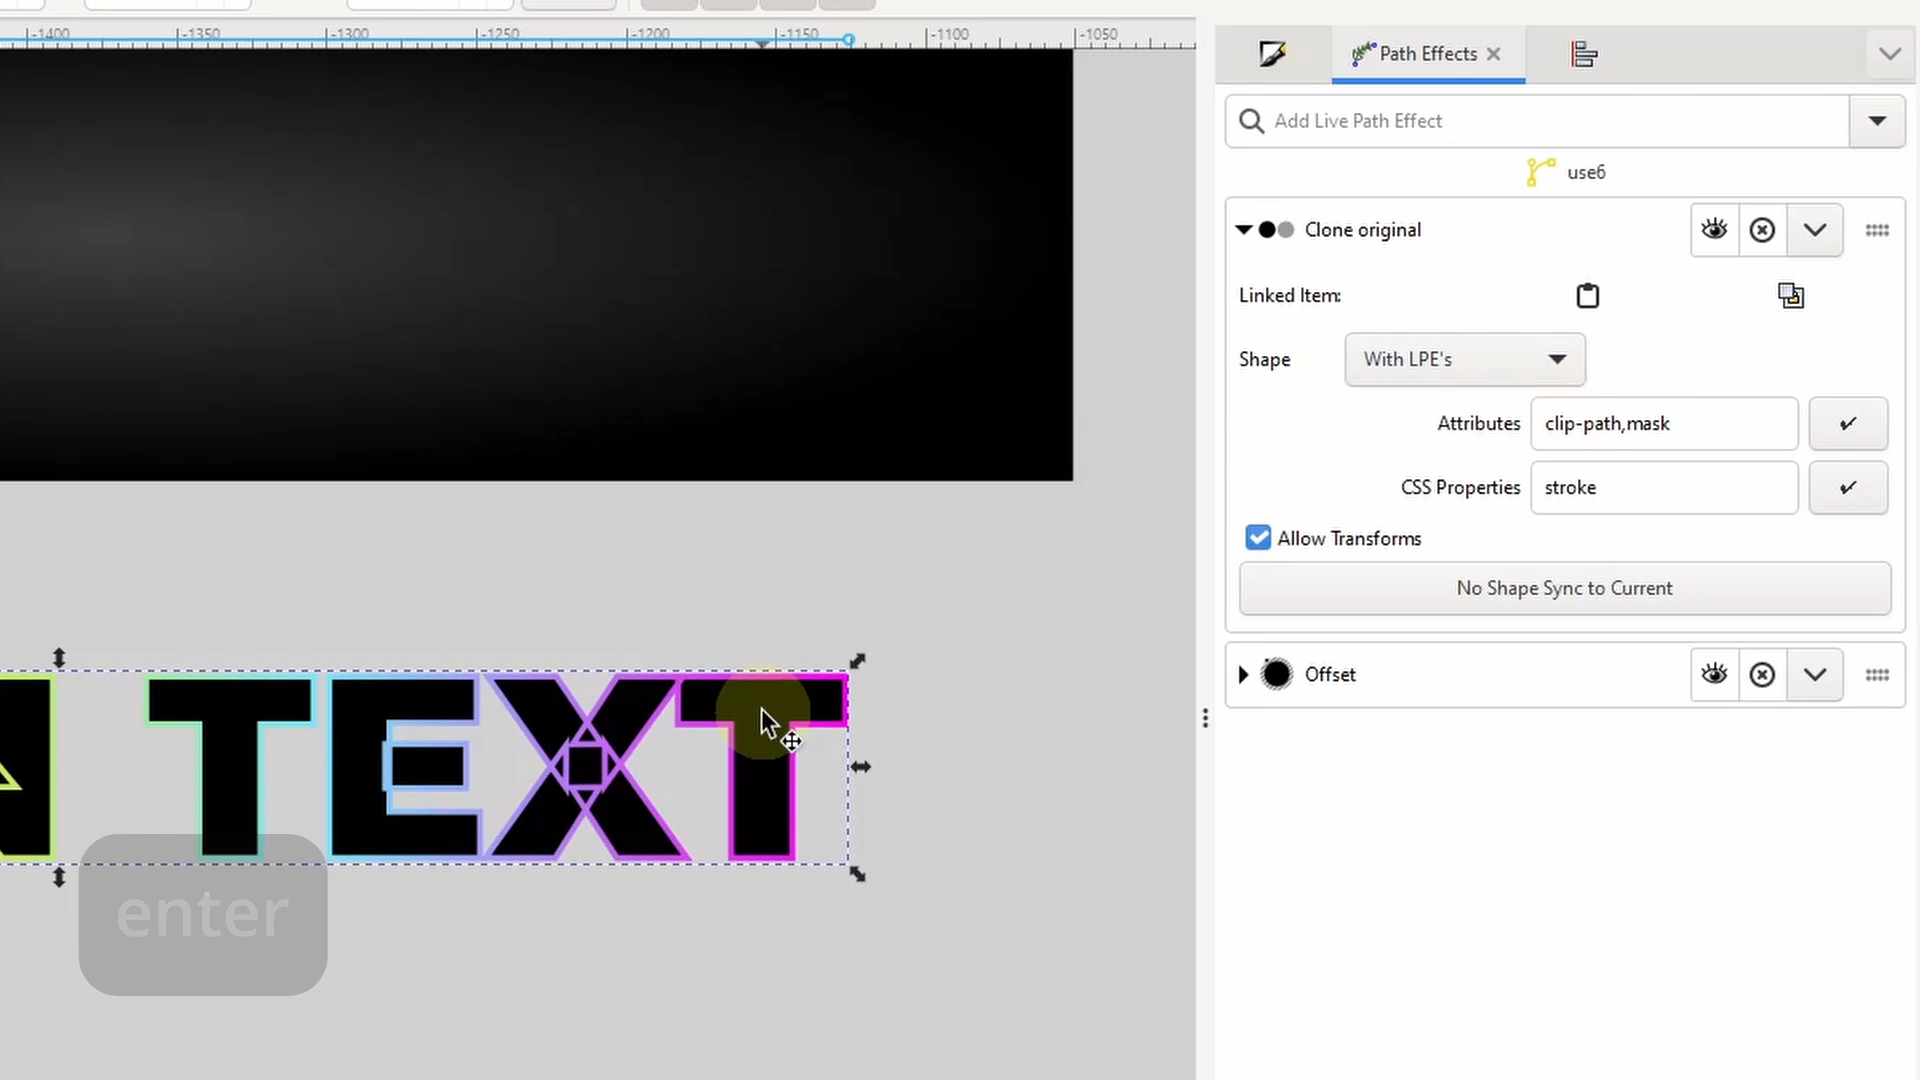 -1400 -1350 -1300 -1250 -1200 -1150 -1100 -1050
Path Effects
Add Live Path Effect
use6
Clone original
Linked Item:
Shape With LPE's
Attributes clip-path,mask
CSS Properties stroke
Allow Transforms
No Shape Sync to Current
Offset
TEXT
enter